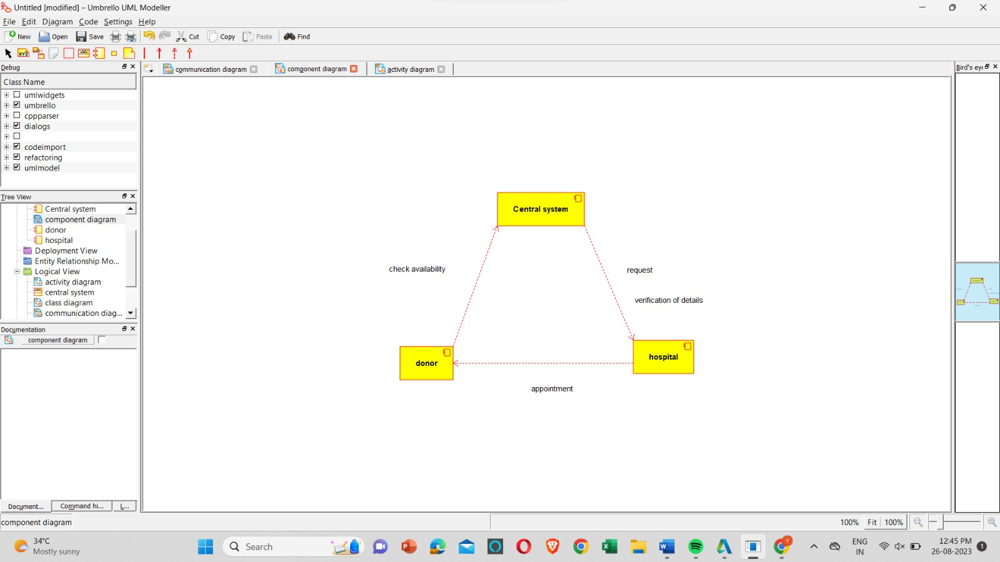 Untitled [modified] – Umbrello UML Modeller
File Edit Diagram Code Settings Help
New Open Save Cut Copy Paste Find
XYZ
Debug
communication diagram component diagram activity diagram
Bird's eye
Class Name
umlwidgets
umbrello
cppparser
dialogs
codeimport
refactoring
umlmodel
Tree View
Central system
component diagram
donor
hospital
Deployment View
Entity Relationship Mo...
Logical View
activity diagram
central system
class diagram
communication diag...
Documentation
component diagram
Document... Command hi... L...
Central system
check availability
request
verification of details
donor
hospital
appointment
component diagram
100% Fit 100%
34°C
Mostly sunny
Search
ENG
IN
12:45 PM
26-08-2023
1